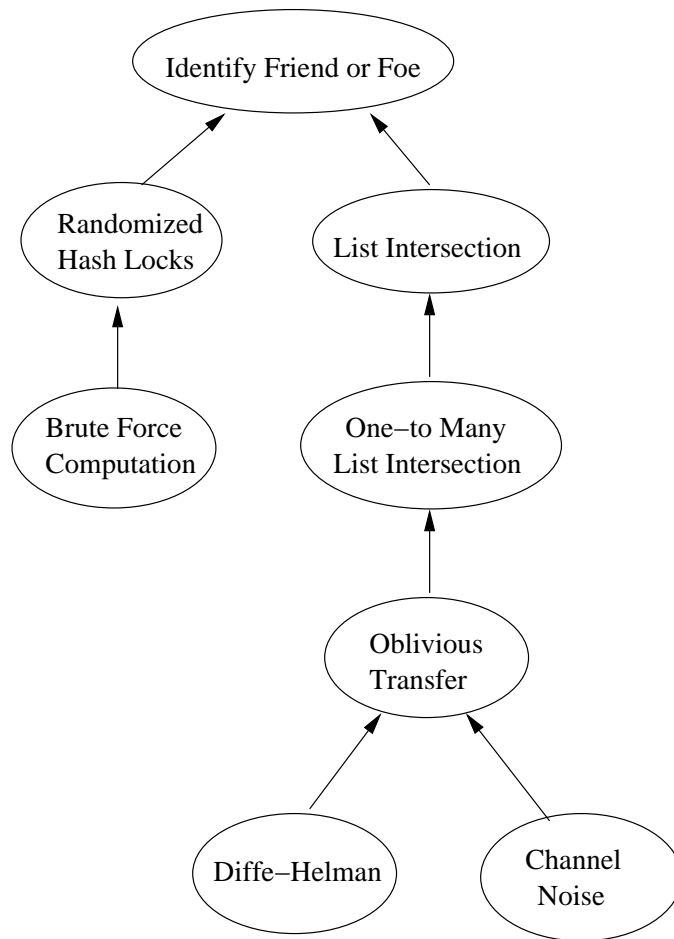 Identify Friend or Foe
Randomized
Hash Locks
List Intersection
Brute Force
Computation
One−to Many
List Intersection
Oblivious
Transfer
Diffe−Helman
Channel
Noise